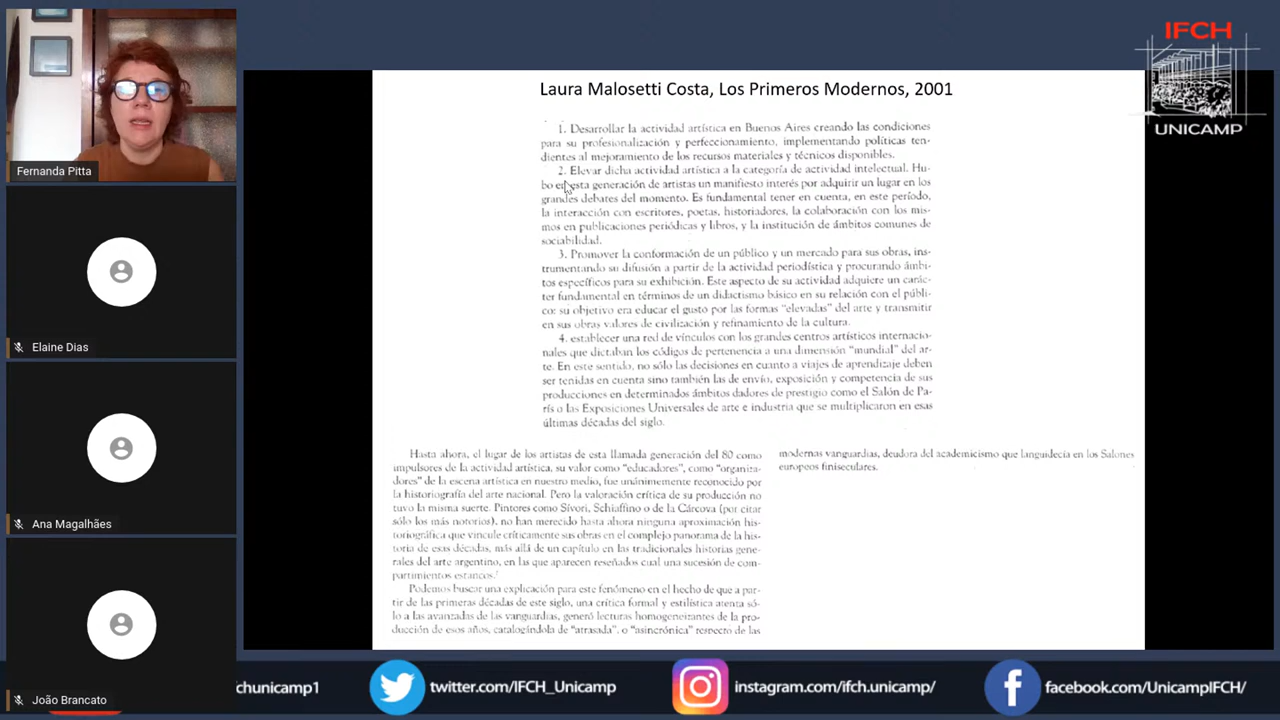 IFCH
UNICAMP
Fernanda Pitta
Elaine Dias
Ana Magalhães
João Brancato
Laura Malosetti Costa, Los Primeros Modernos, 2001
1. Desarrollar la actividad artística en Buenos Aires creando las condiciones
para su profesionalización y perfeccionamiento, implementando políticas ten-
dientes al mejoramiento de los recursos materiales y técnicos disponibles.
2. Elevar dicha actividad artística a la categoría de actividad intelectual. Hu-
bo en esta generación de artistas un manifiesto interés por adquirir un lugar en los
grandes debates del momento. Es fundamental tener en cuenta, en este período,
la interacción con escritores, poetas, historiadores, la colaboración con los mis-
mos en publicaciones periódicas y libros, y la institución de ámbitos comunes de
sociabilidad.
3. Promover la conformación de un público y un mercado para sus obras, ins-
trumentando su difusión a partir de la actividad periodística y procurando ámbi-
tos específicos para su exhibición. Este aspecto de su actividad adquiere un carác-
ter fundamental en términos de un didactismo básico en su relación con el públi-
co: su objetivo era educar el gusto por las formas "elevadas" del arte y transmitir
en sus obras valores de civilización y refinamiento de la cultura.
4. establecer una red de vínculos con los grandes centros artísticos internacio-
nales que dictaban los códigos de pertenencia a una dimensión "mundial" del ar-
te. En este sentido, no sólo las decisiones en cuanto a viajes de aprendizaje deben
ser tenidas en cuenta sino también las de envío, exposición y competencia de sus
producciones en determinados ámbitos dadores de prestigio como el Salón de Pa-
rís o las Exposiciones Universales de arte e industria que se multiplicaron en esas
últimas décadas del siglo.
Hasta ahora, el lugar de los artistas de esta llamada generación del 80 como
impulsores de la actividad artística, su valor como "educadores", como "organiza-
dores" de la escena artística en nuestro medio, fue unánimemente reconocido por
la historiografía del arte nacional. Pero la valoración crítica de su producción no
tuvo la misma suerte. Pintores como Sívori, Schiaffino o de la Cárcova (por citar
sólo los más notorios), no han merecido hasta ahora ninguna aproximación his-
toriográfica que vincule críticamente sus obras en el complejo panorama de la his-
toria de esas décadas, más allá de un capítulo en las tradicionales historias gene-
rales del arte argentino, en las que aparecen reseñados cual una sucesión de com-
partimientos estancos.
Podemos buscar una explicación para este fenómeno en el hecho de que a par-
tir de las primeras décadas de este siglo, una crítica formal y estilística atenta só-
lo a las avanzadas de las vanguardias, generó lecturas homogeneizantes de la pro-
ducción de esos años, catalogándola de "atrasada", o "asincrónica" respecto de las
modernas vanguardias, deudora del academicismo que languidecía en los Salones
europeos finiseculares.
/ifchunicamp1
twitter.com/IFCH_Unicamp
instagram.com/ifch.unicamp/
facebook.com/UnicampIFCH/